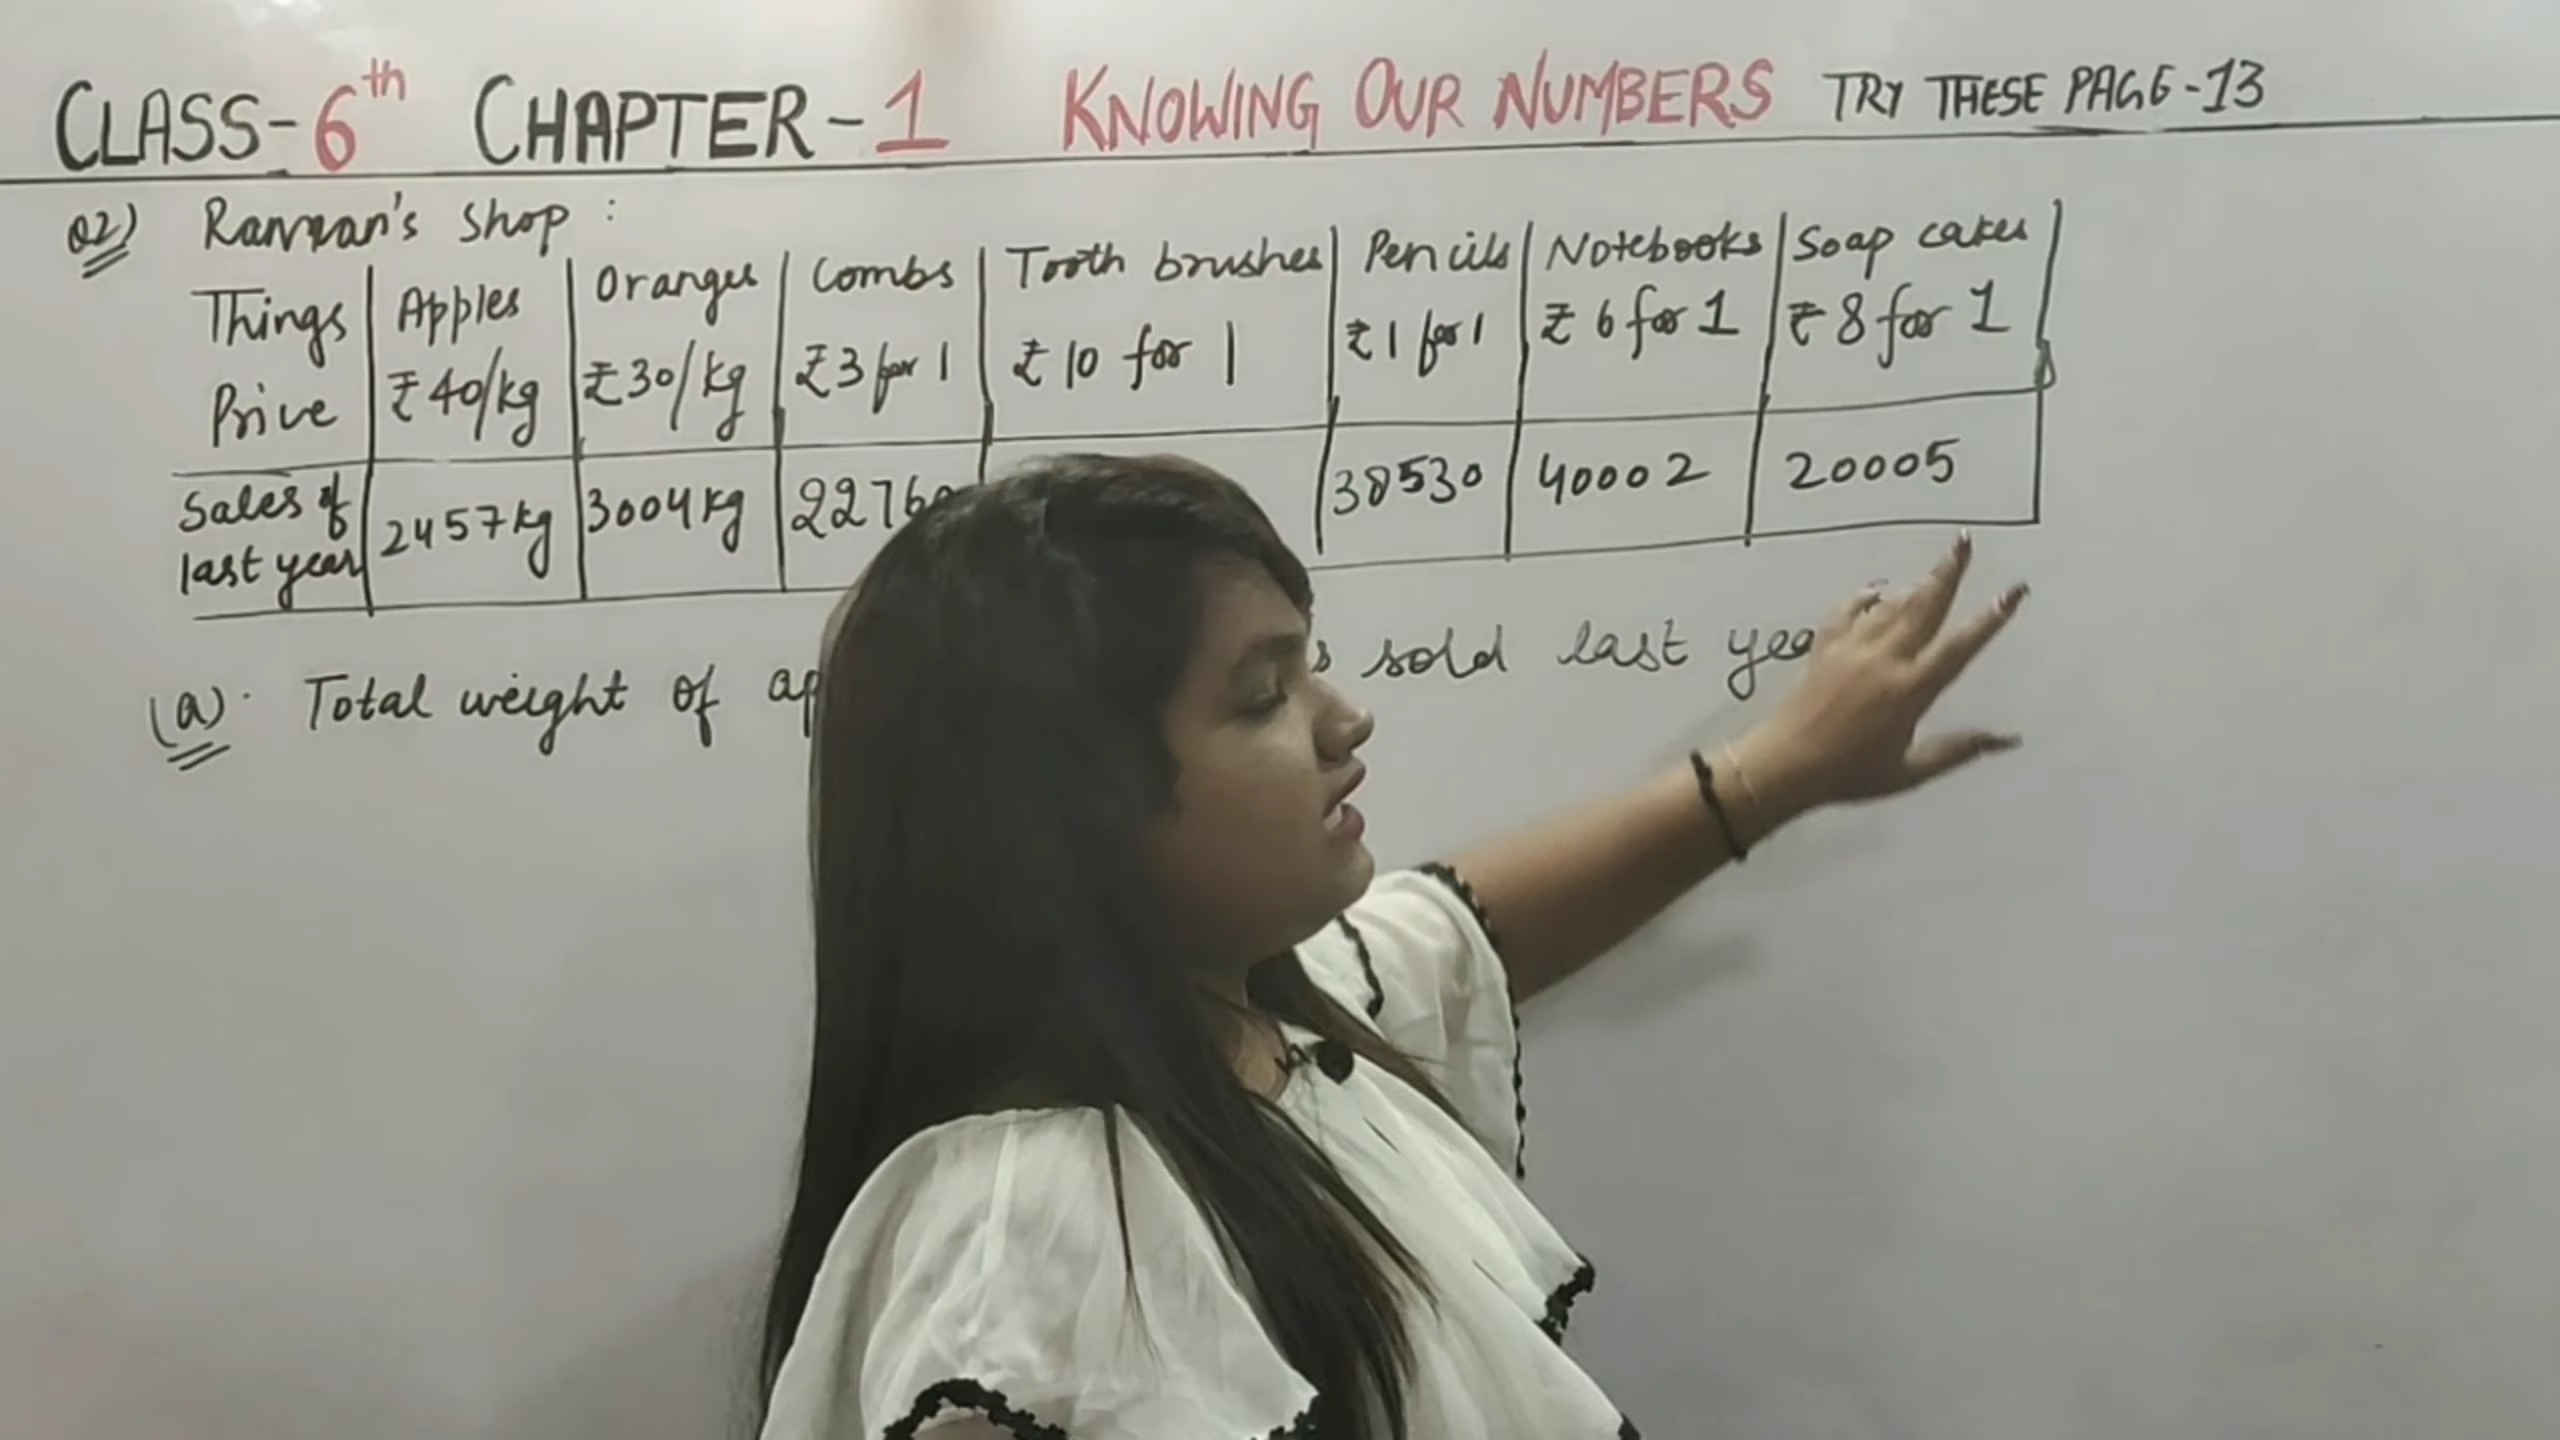 CLASS-6th CHAPTER-1 KNOWING OUR NUMBERS TRY THESE PAGE-13
Q2) Raman's Shop :
Things Apples Oranges Combs Tooth brushes Pencils Notebooks Soap cakes
Price ₹40/kg ₹30/kg ₹3 for 1 ₹10 for 1 ₹1 for 1 ₹6 for 1 ₹8 for 1
Sales of last year 2457kg 3004kg 22760 38530 40002 20005
(a). Total weight of sold last